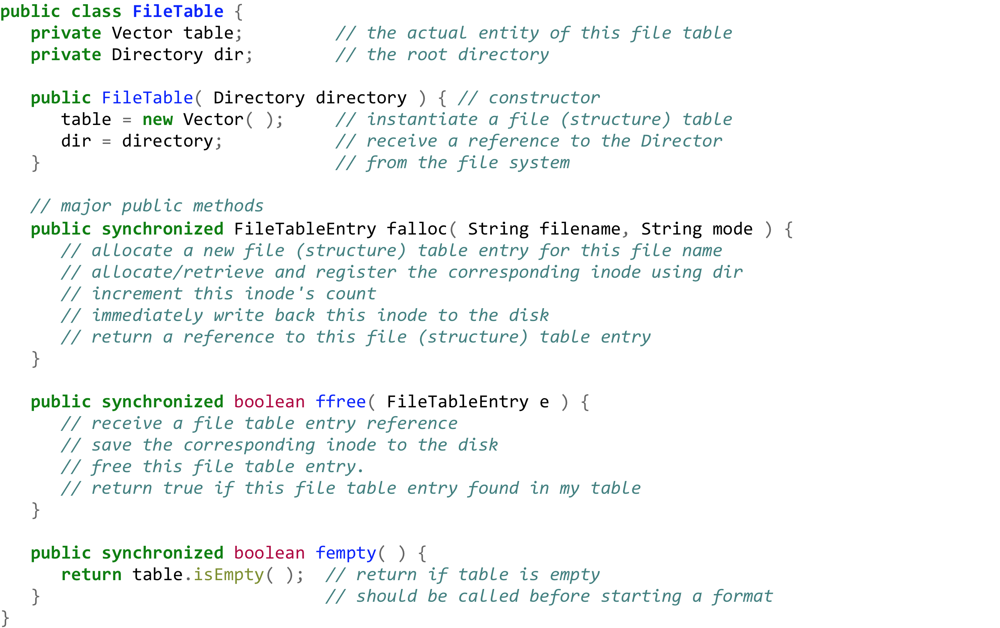 public class FileTable {
   private Vector table;         // the actual entity of this file table
   private Directory dir;        // the root directory

   public FileTable( Directory directory ) { // constructor
      table = new Vector( );     // instantiate a file (structure) table
      dir = directory;           // receive a reference to the Director
   }                             // from the file system

   // major public methods
   public synchronized FileTableEntry falloc( String filename, String mode ) {
      // allocate a new file (structure) table entry for this file name
      // allocate/retrieve and register the corresponding inode using dir
      // increment this inode's count
      // immediately write back this inode to the disk
      // return a reference to this file (structure) table entry
   }

   public synchronized boolean ffree( FileTableEntry e ) {
      // receive a file table entry reference
      // save the corresponding inode to the disk
      // free this file table entry.
      // return true if this file table entry found in my table
   }

   public synchronized boolean fempty( ) {
      return table.isEmpty( );  // return if table is empty
   }                            // should be called before starting a format
}